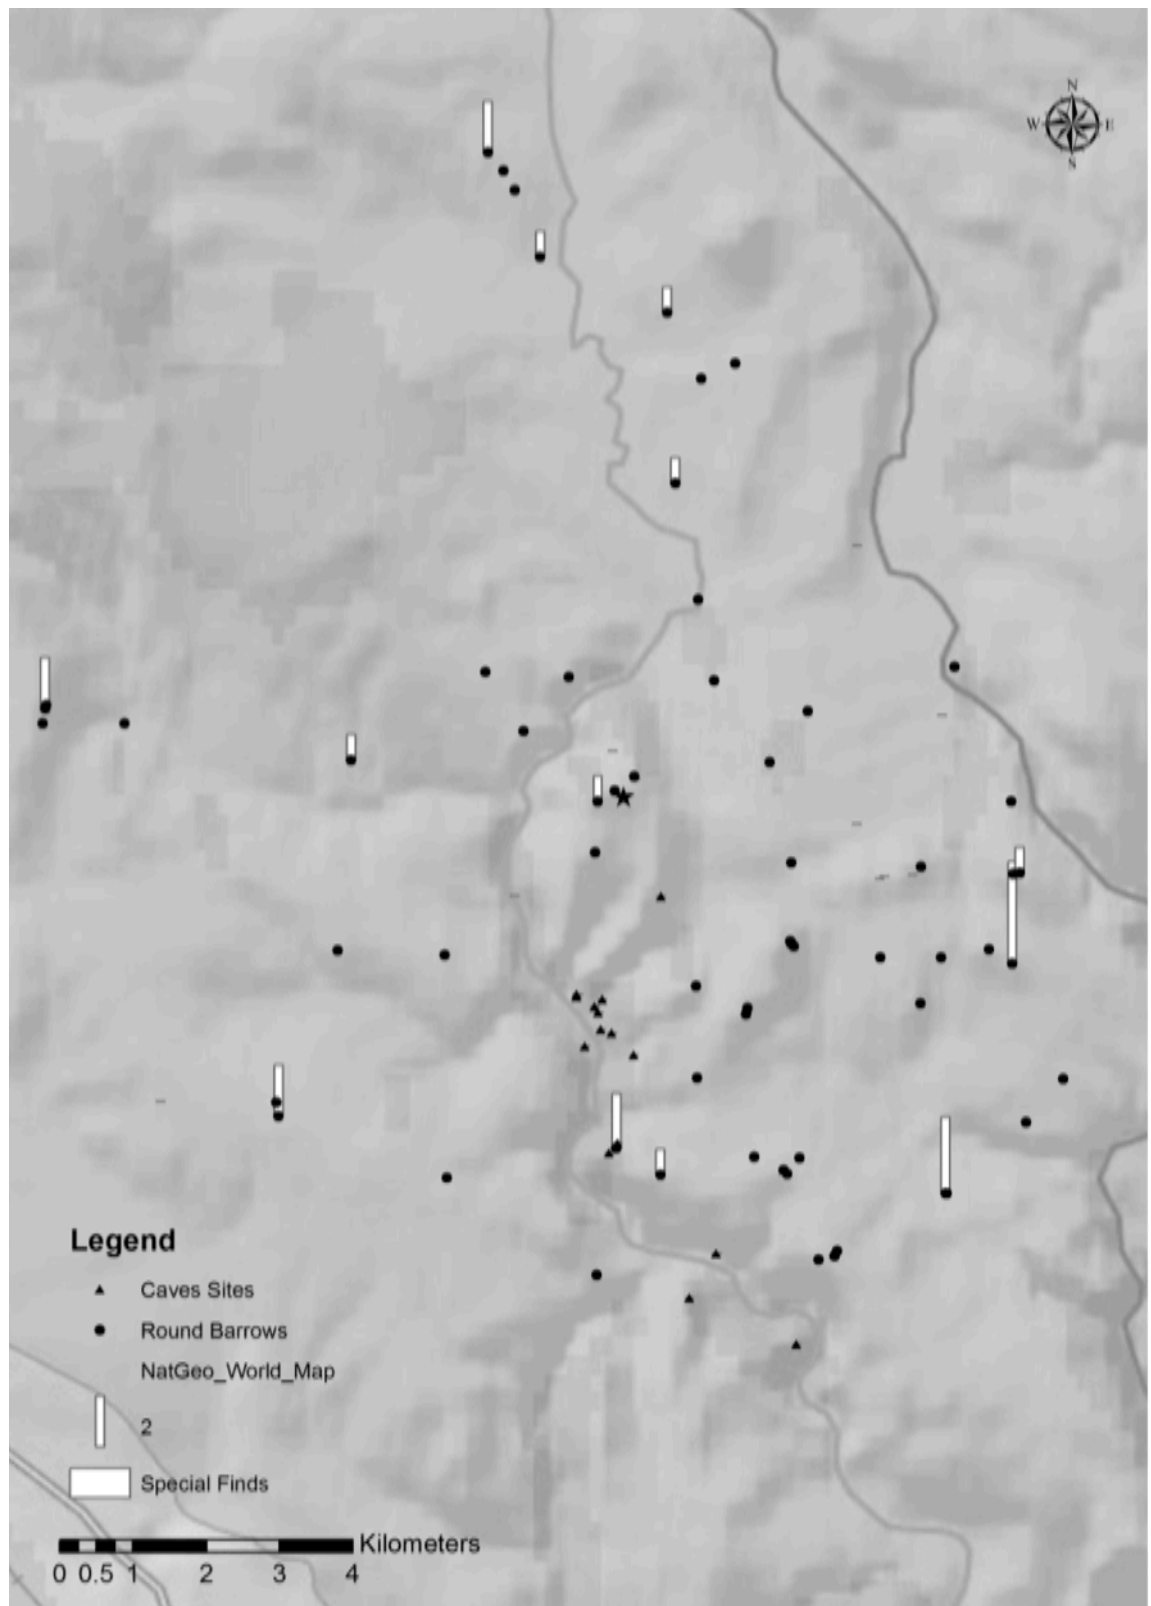 N
W E
S
Legend
Caves Sites
Round Barrows
NatGeo_World_Map
2
Special Finds
Kilometers
0 0.5 1 2 3 4